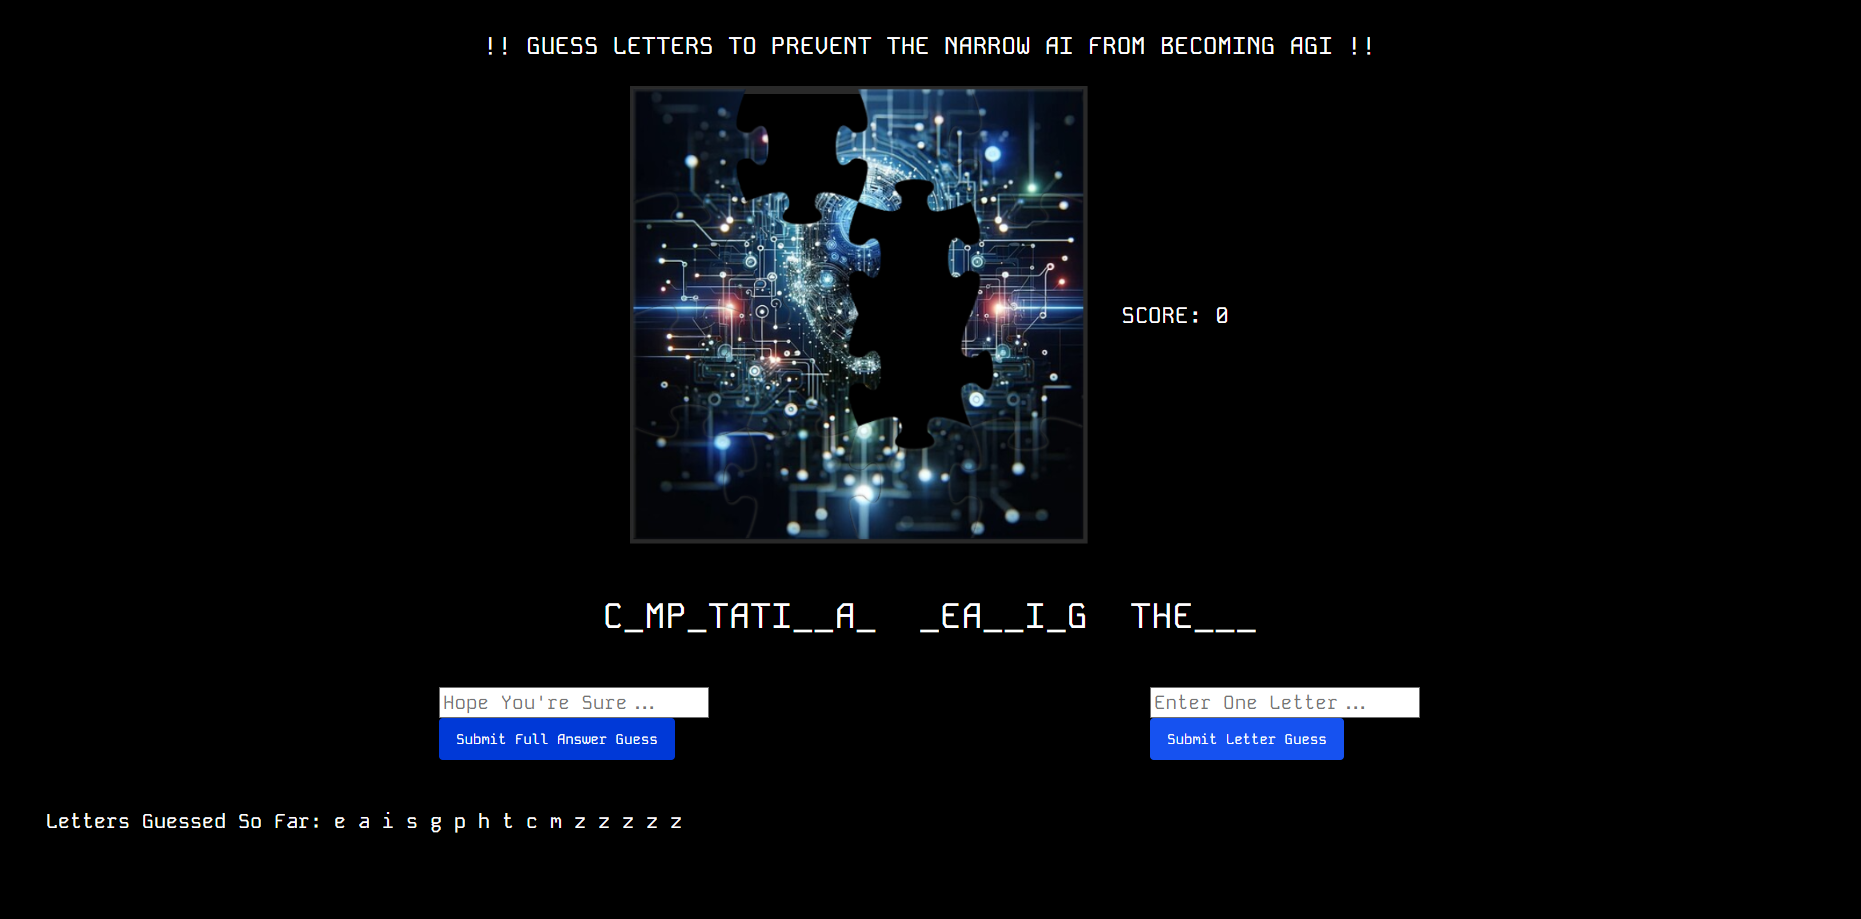 !! GUESS LETTERS TO PREVENT THE NARROW AI FROM BECOMING AGI !!
SCORE: 0
C_MP_TATI__A_ _EA__I_G THE___
Hope You're Sure...
Enter One Letter...
Submit Full Answer Guess
Submit Letter Guess
Letters Guessed So Far: e a i s g p h t c m z z z z z